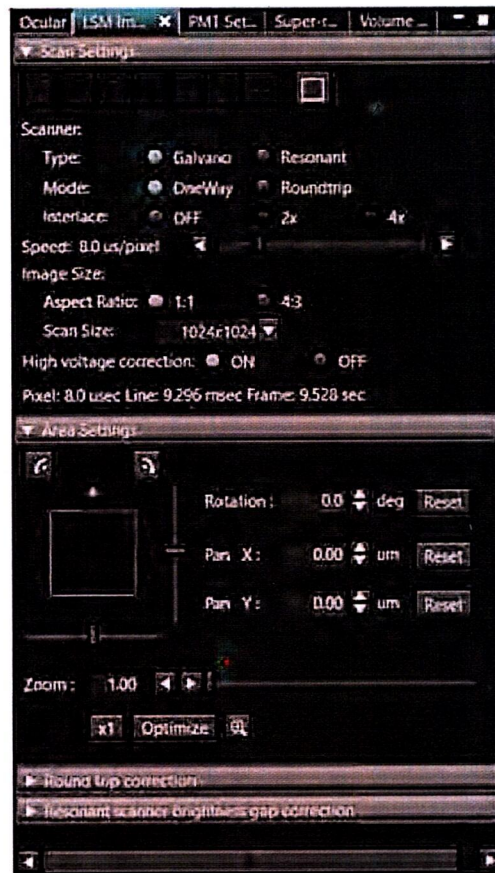 Ocular LSM Im... PMT Set... Super-r... Volume ...
Scan Settings
Scanner:
Type: Galvano Resonant
Mode: OneWay Roundtrip
Interlace: OFF 2x 4x
Speed: 8.0 us/pixel
Image Size:
Aspect Ratio: 1:1 4:3
Scan Size: 1024x1024
High voltage correction: ON OFF
Pixel: 8.0 usec Line: 9.296 msec Frame: 9.528 sec
Area Settings
Rotation: 0.0 deg Reset
Pan X: 0.00 um Reset
Pan Y: 0.00 um Reset
Zoom: 1.00
x1 Optimize
Round trip correction
Resonant scanner brightness gap correction